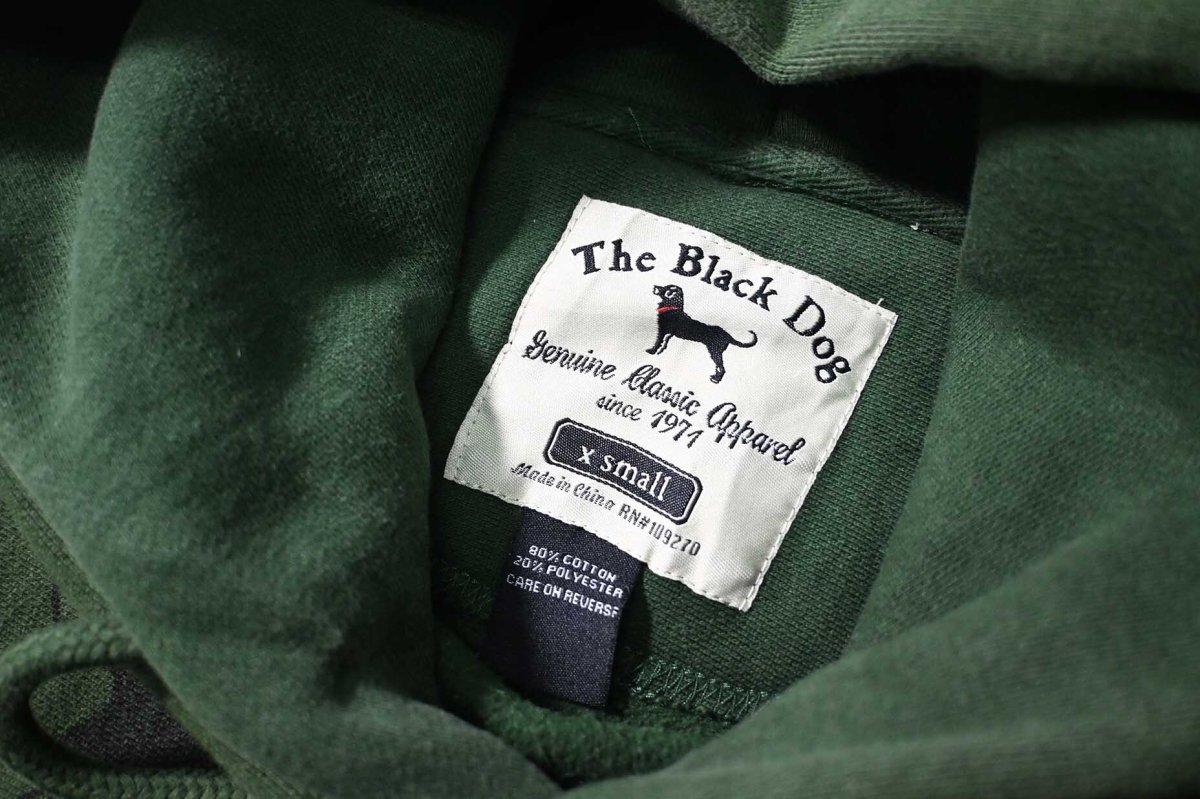 The Black Dog
Genuine Classic Apparel
since 1971
x small
Made in China RN#109270
80% COTTON
20% POLYESTER
CARE ON REVERSE